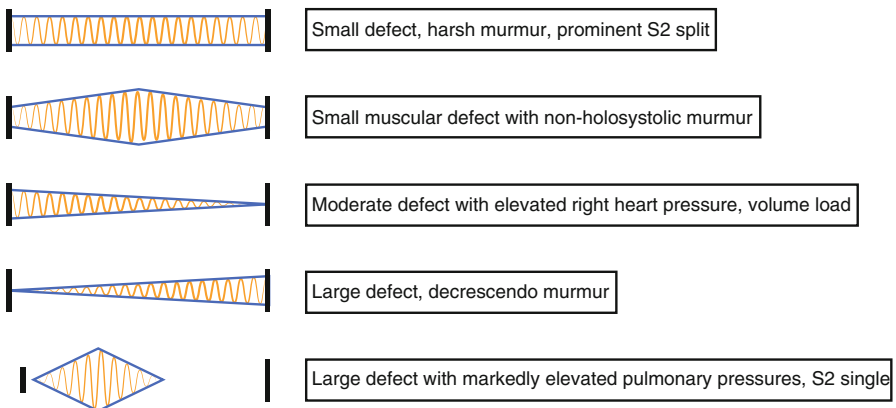 Small defect, harsh murmur, prominent S2 split
Small muscular defect with non-holosystolic murmur
Moderate defect with elevated right heart pressure, volume load
Large defect, decrescendo murmur
Large defect with markedly elevated pulmonary pressures, S2 single